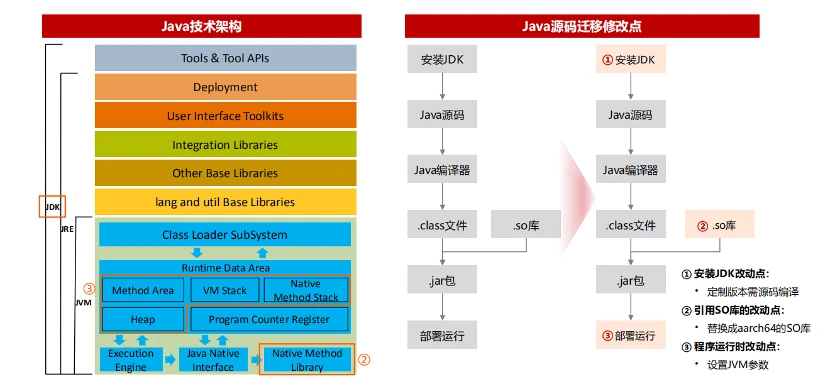 Java技术架构
Tools & Tool APIs
Deployment
User Interface Toolkits
Integration Libraries
Other Base Libraries
lang and util Base Libraries
JDK
JRE
JVM
Class Loader SubSystem
Runtime Data Area
③
Method Area
VM Stack
Native
Method Stack
Heap
Program Counter Register
Execution
Engine
Java Native
Interface
Native Method
Library
②
Java源码迁移修改点
安装JDK
Java源码
Java编译器
.class文件
.so库
.jar包
部署运行
①安装JDK
Java源码
Java编译器
.class文件
② .so库
.jar包
③部署运行
① 安装JDK改动点：
• 定制版本需源码编译
② 引用SO库的改动点：
• 替换成aarch64的SO库
③ 程序运行时改动点：
• 设置JVM参数